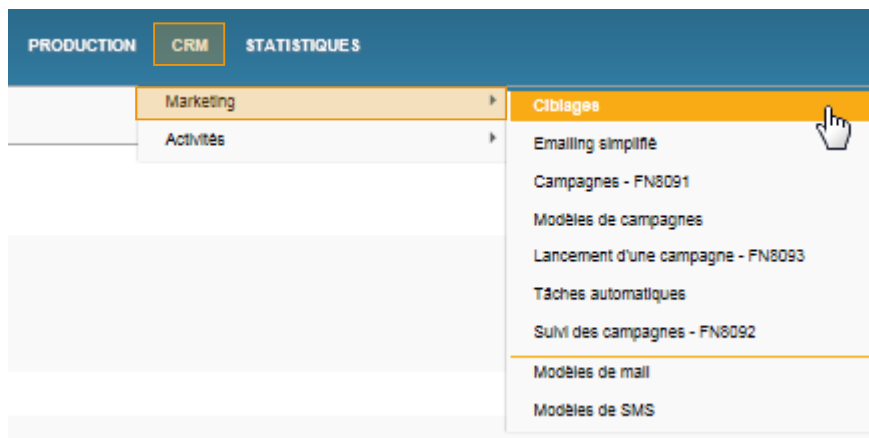 PRODUCTION CRM STATISTIQUES
Marketing
Activités
Ciblages
Emailing simplifié
Campagnes - FN8091
Modèles de campagnes
Lancement d'une campagne - FN8093
Tâches automatiques
Suivi des campagnes - FN8092
Modèles de mail
Modèles de SMS